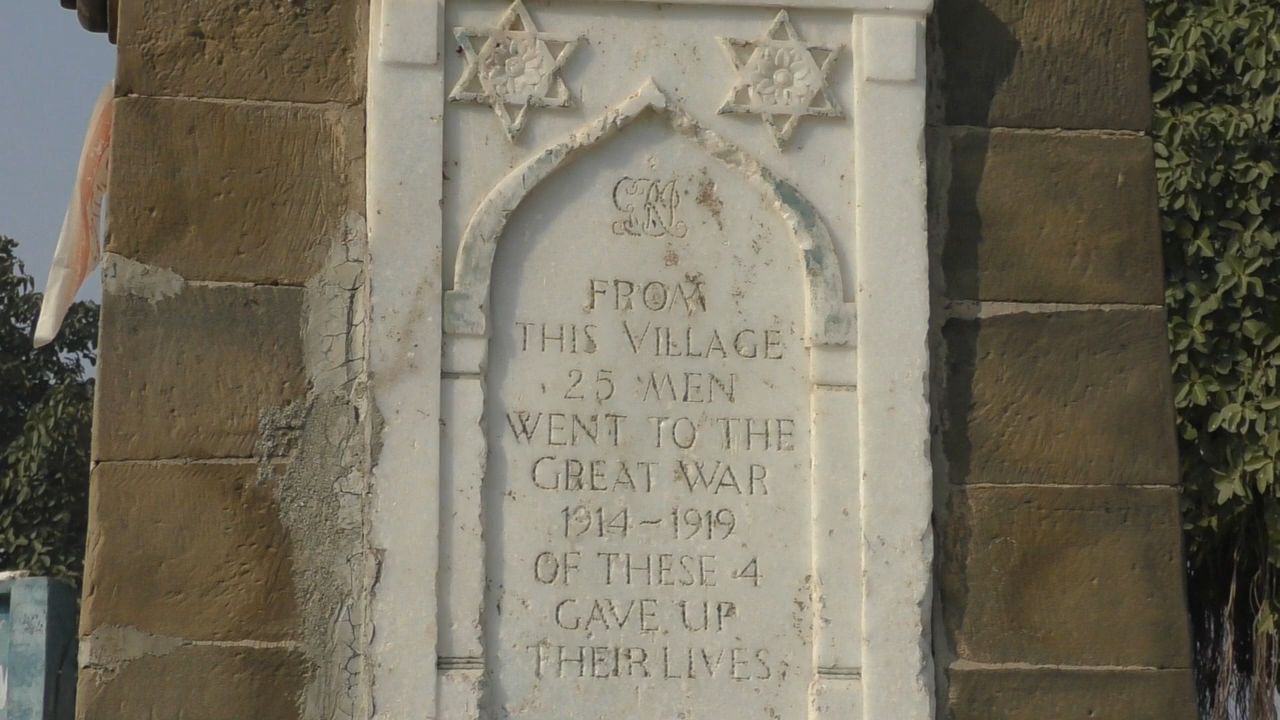 GRI
FROM
THIS VILLAGE
25 MEN
WENT TO THE
GREAT WAR
1914-1919
OF THESE 4
GAVE UP
THEIR LIVES